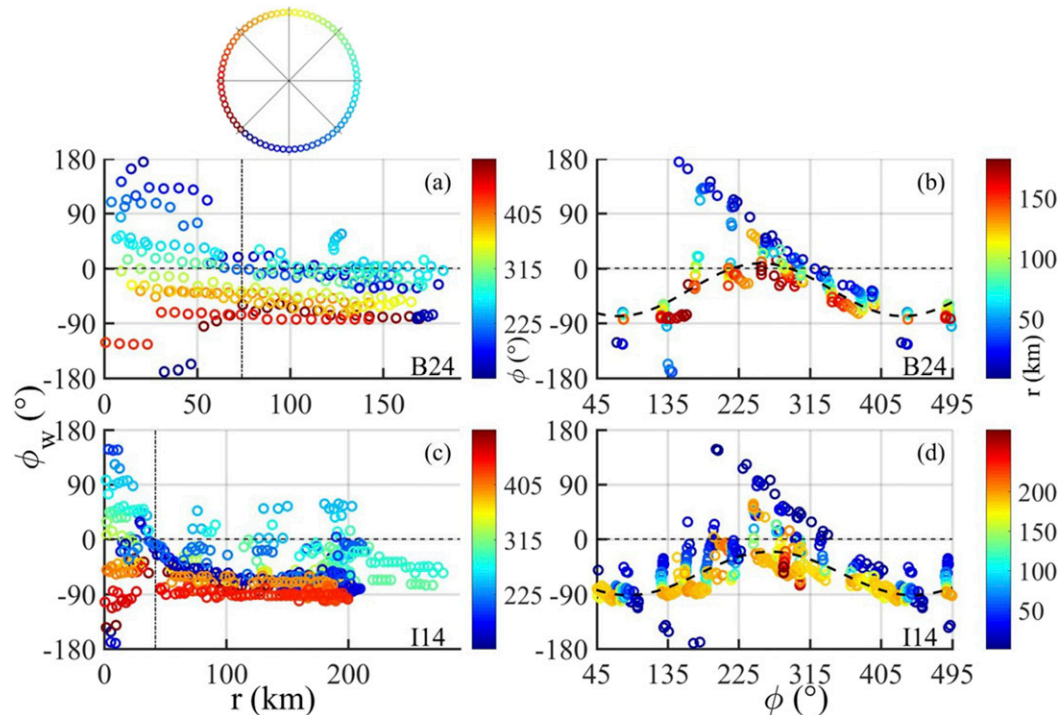 180 (a) 405 180 (b) 150
90 90
0 315 0 100
-90 225 -90 50
-180 B24 -180 B24
0 50 100 150 ϕ (°) 45 135 225 315 405 495 r (km)
ϕw (°)
180 (c) 405 180 (d) 200
90 90 150
0 315 0 100
-90 225 -90 50
-180 I14 -180 I14
0 100 200 45 135 225 315 405 495
r (km) ϕ (°)